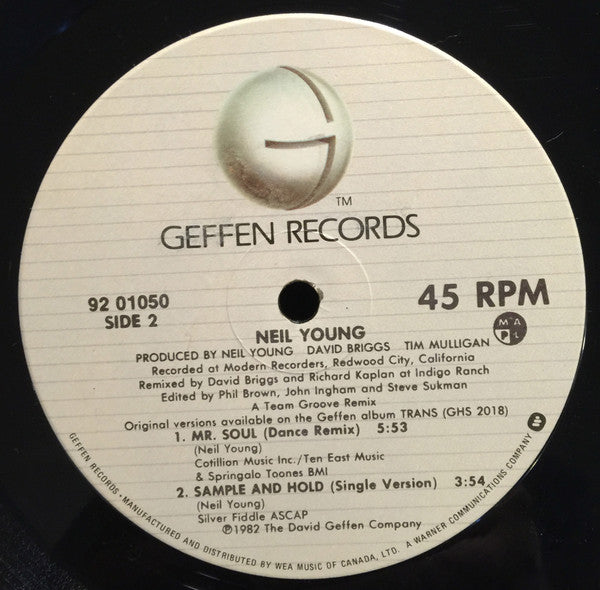 G
TM
GEFFEN RECORDS
92 01050
SIDE 2
45 RPM
NEIL YOUNG
MAPL
PRODUCED BY NEIL YOUNG DAVID BRIGGS TIM MULLIGAN
Recorded at Modern Recorders, Redwood City, California
Remixed by David Briggs and Richard Kaplan at Indigo Ranch
Edited by Phil Brown, John Ingham and Steve Sukman
A Team Groove Remix
Original versions available on the Geffen album TRANS (GHS 2018)
1. MR. SOUL (Dance Remix) 5:53
(Neil Young)
Cotillion Music Inc./Ten East Music
& Springalo Toones BMI
2. SAMPLE AND HOLD (Single Version) 3:54
(Neil Young)
Silver Fiddle ASCAP
℗1982 The David Geffen Company
GEFFEN RECORDS • MANUFACTURED AND DISTRIBUTED BY WEA MUSIC OF CANADA, LTD. A WARNER COMMUNICATIONS COMPANY